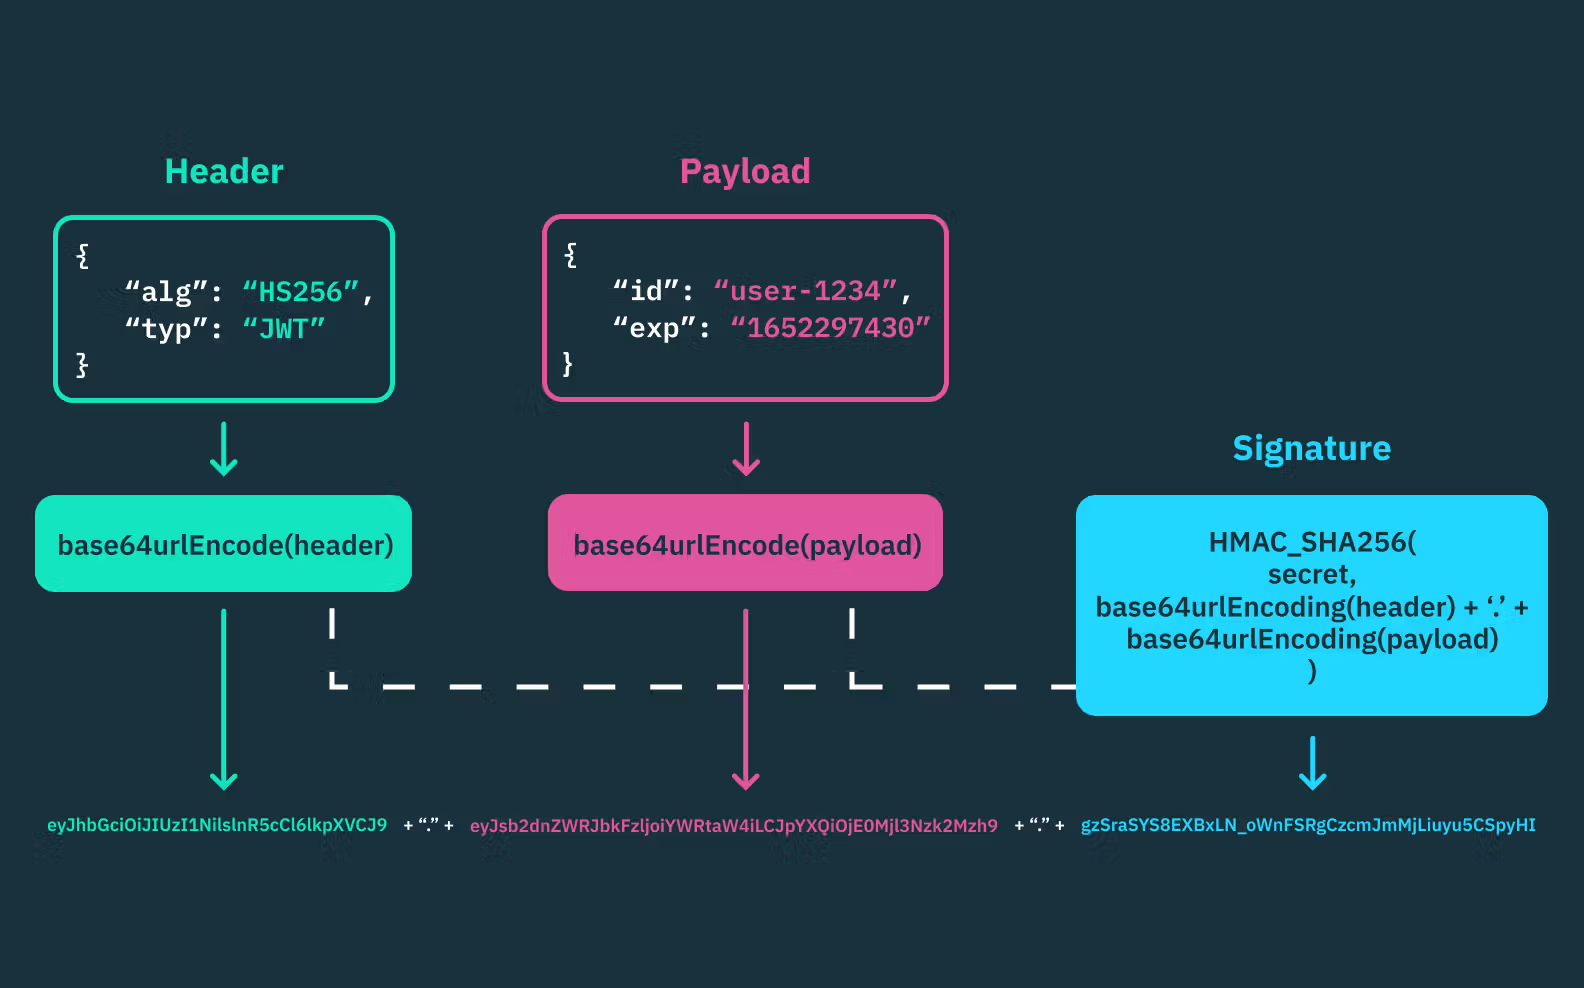 Header
{
“alg”: “HS256”,
“typ”: “JWT”
}
base64urlEncode(header)
Payload
{
“id”: “user-1234”,
“exp”: “1652297430”
}
base64urlEncode(payload)
Signature
HMAC_SHA256(
secret,
base64urlEncoding(header) + ‘.’ +
base64urlEncoding(payload)
)
eyJhbGciOiJIUzI1NilslnR5cCl6lkpXVCJ9 + “.” + eyJsb2dnZWRJbkFzljoiYWRtaW4iLCJpYXQiOjE0Mjl3Nzk2Mzh9 + “.” + gzSraSYS8EXBxLN_oWnFSRgCzcmJmMjLiuyu5CSpyHI